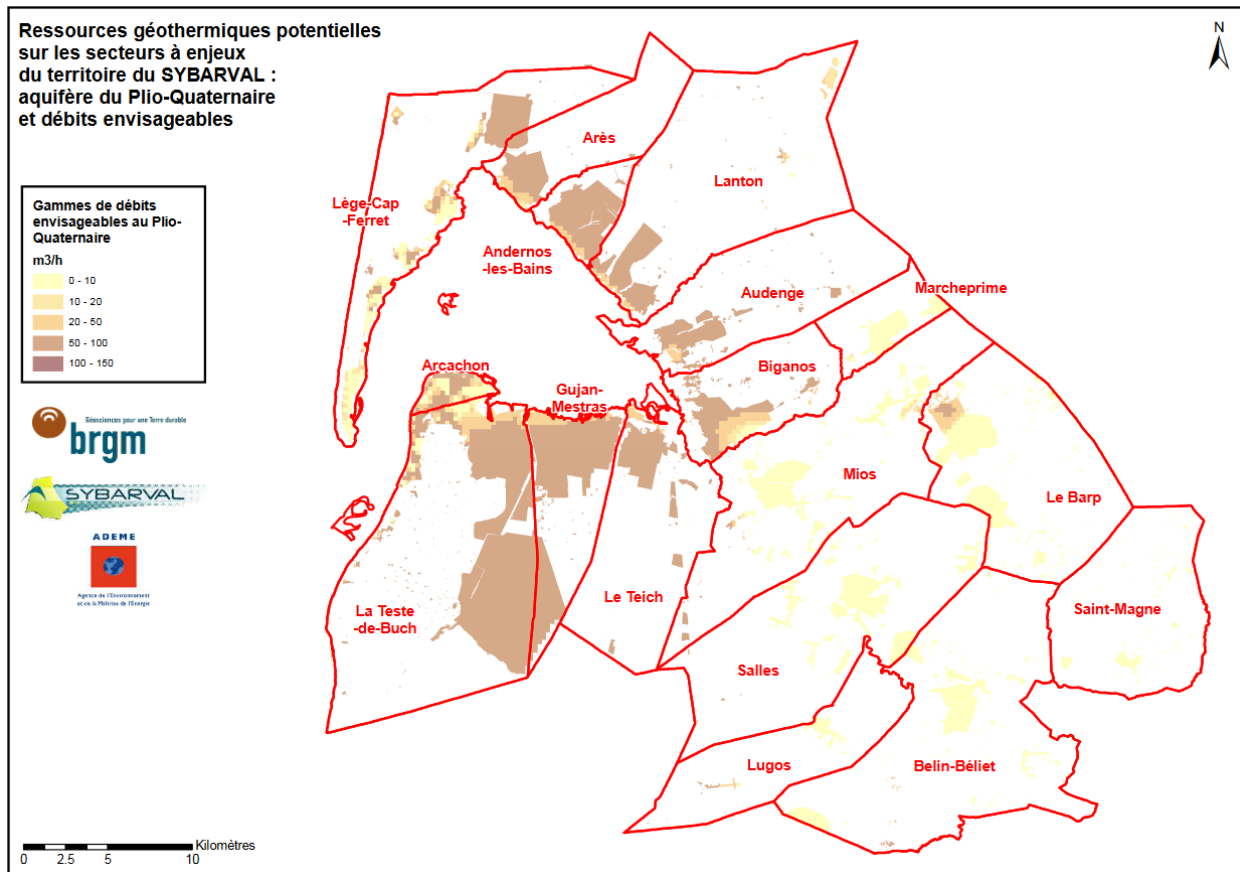 Ressources géothermiques potentielles
sur les secteurs à enjeux
du territoire du SYBARVAL :
aquifère du Plio-Quaternaire
et débits envisageables
N
Gammes de débits
envisageables au Plio-
Quaternaire
m3/h
0 - 10
10 - 20
20 - 50
50 - 100
100 - 150
Géosciences pour une Terre durable
brgm
SYBARVAL
ADEME
Agence de l'Environnement
et de la Maîtrise de l'Energie
Arès
Lanton
Lège-Cap
-Ferret
Andernos
-les-Bains
Audenge
Marcheprime
Arcachon
Biganos
Gujan-
Mestras
Mios
Le Barp
La Teste
-de-Buch
Le Teich
Saint-Magne
Salles
Lugos
Belin-Béliet
Kilomètres
0 2.5 5 10